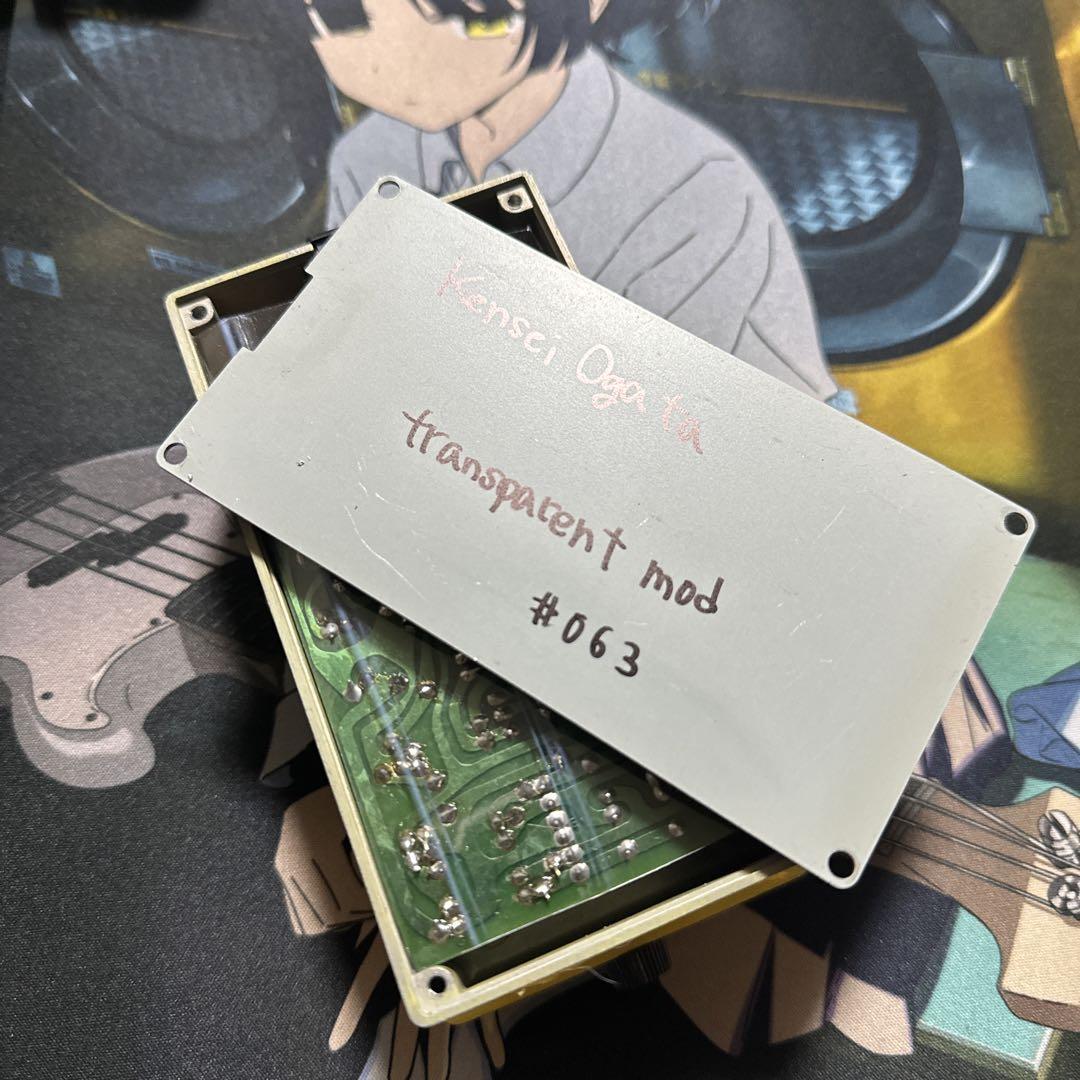 Kensei Ogata
transparent mod
#063